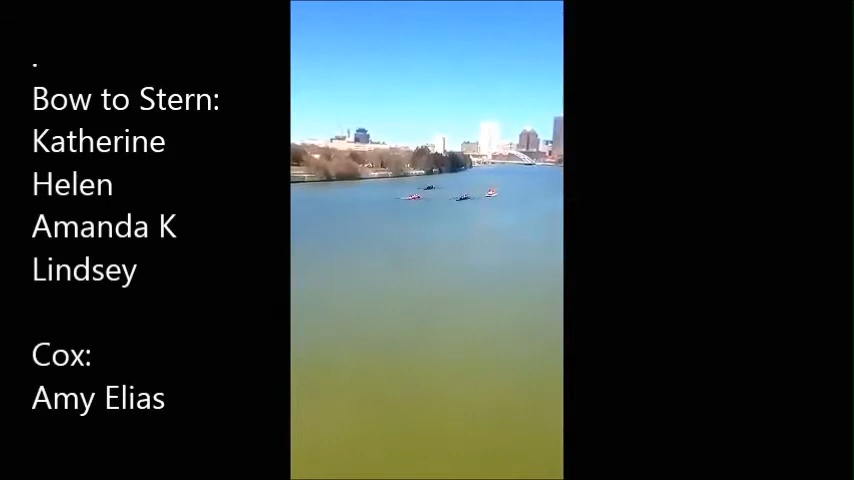 .
Bow to Stern:
Katherine
Helen
Amanda K
Lindsey
Cox:
Amy Elias